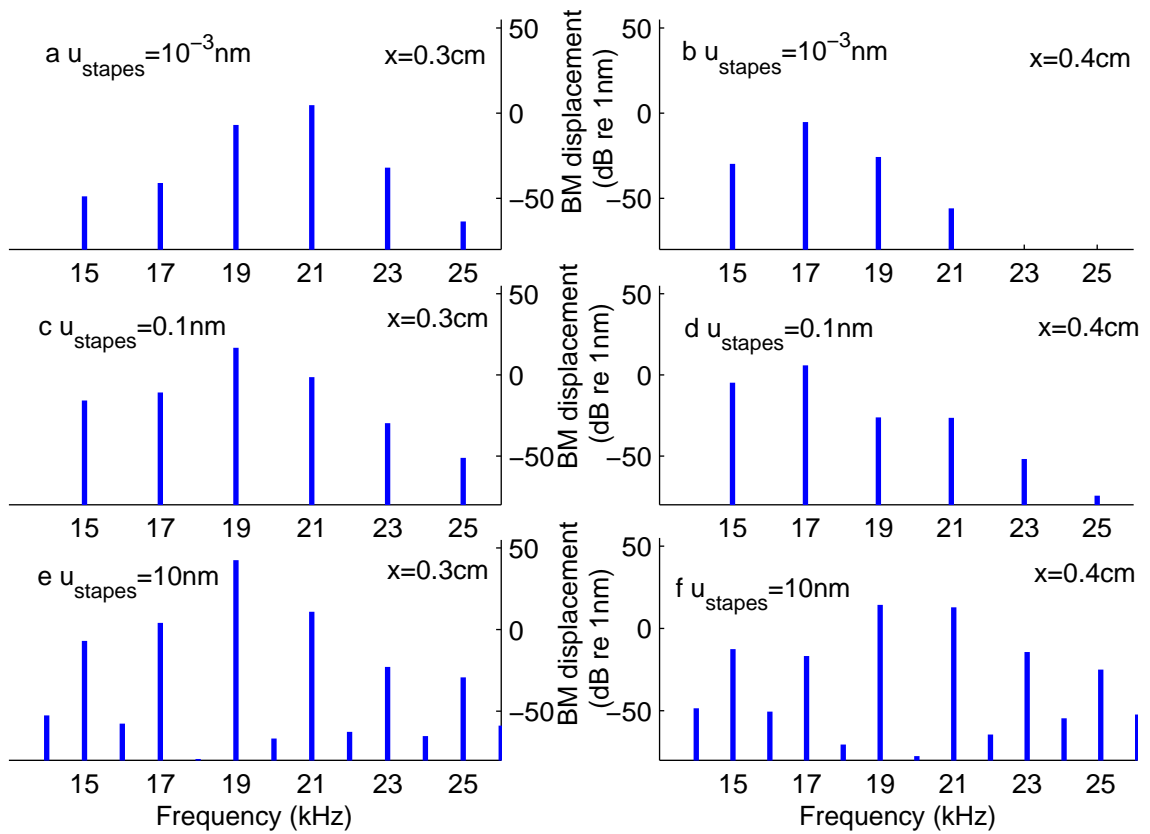 a u_stapes=10^−3nm
x=0.3cm
50
0
−50
15 17 19 21 23 25
BM displacement
(dB re 1nm)
b u_stapes=10^−3nm
x=0.4cm
50
0
−50
15 17 19 21 23 25
c u_stapes=0.1nm
x=0.3cm
50
0
−50
15 17 19 21 23 25
BM displacement
(dB re 1nm)
d u_stapes=0.1nm
x=0.4cm
50
0
−50
15 17 19 21 23 25
e u_stapes=10nm
x=0.3cm
50
0
−50
15 17 19 21 23 25
Frequency (kHz)
BM displacement
(dB re 1nm)
f u_stapes=10nm
x=0.4cm
50
0
−50
15 17 19 21 23 25
Frequency (kHz)